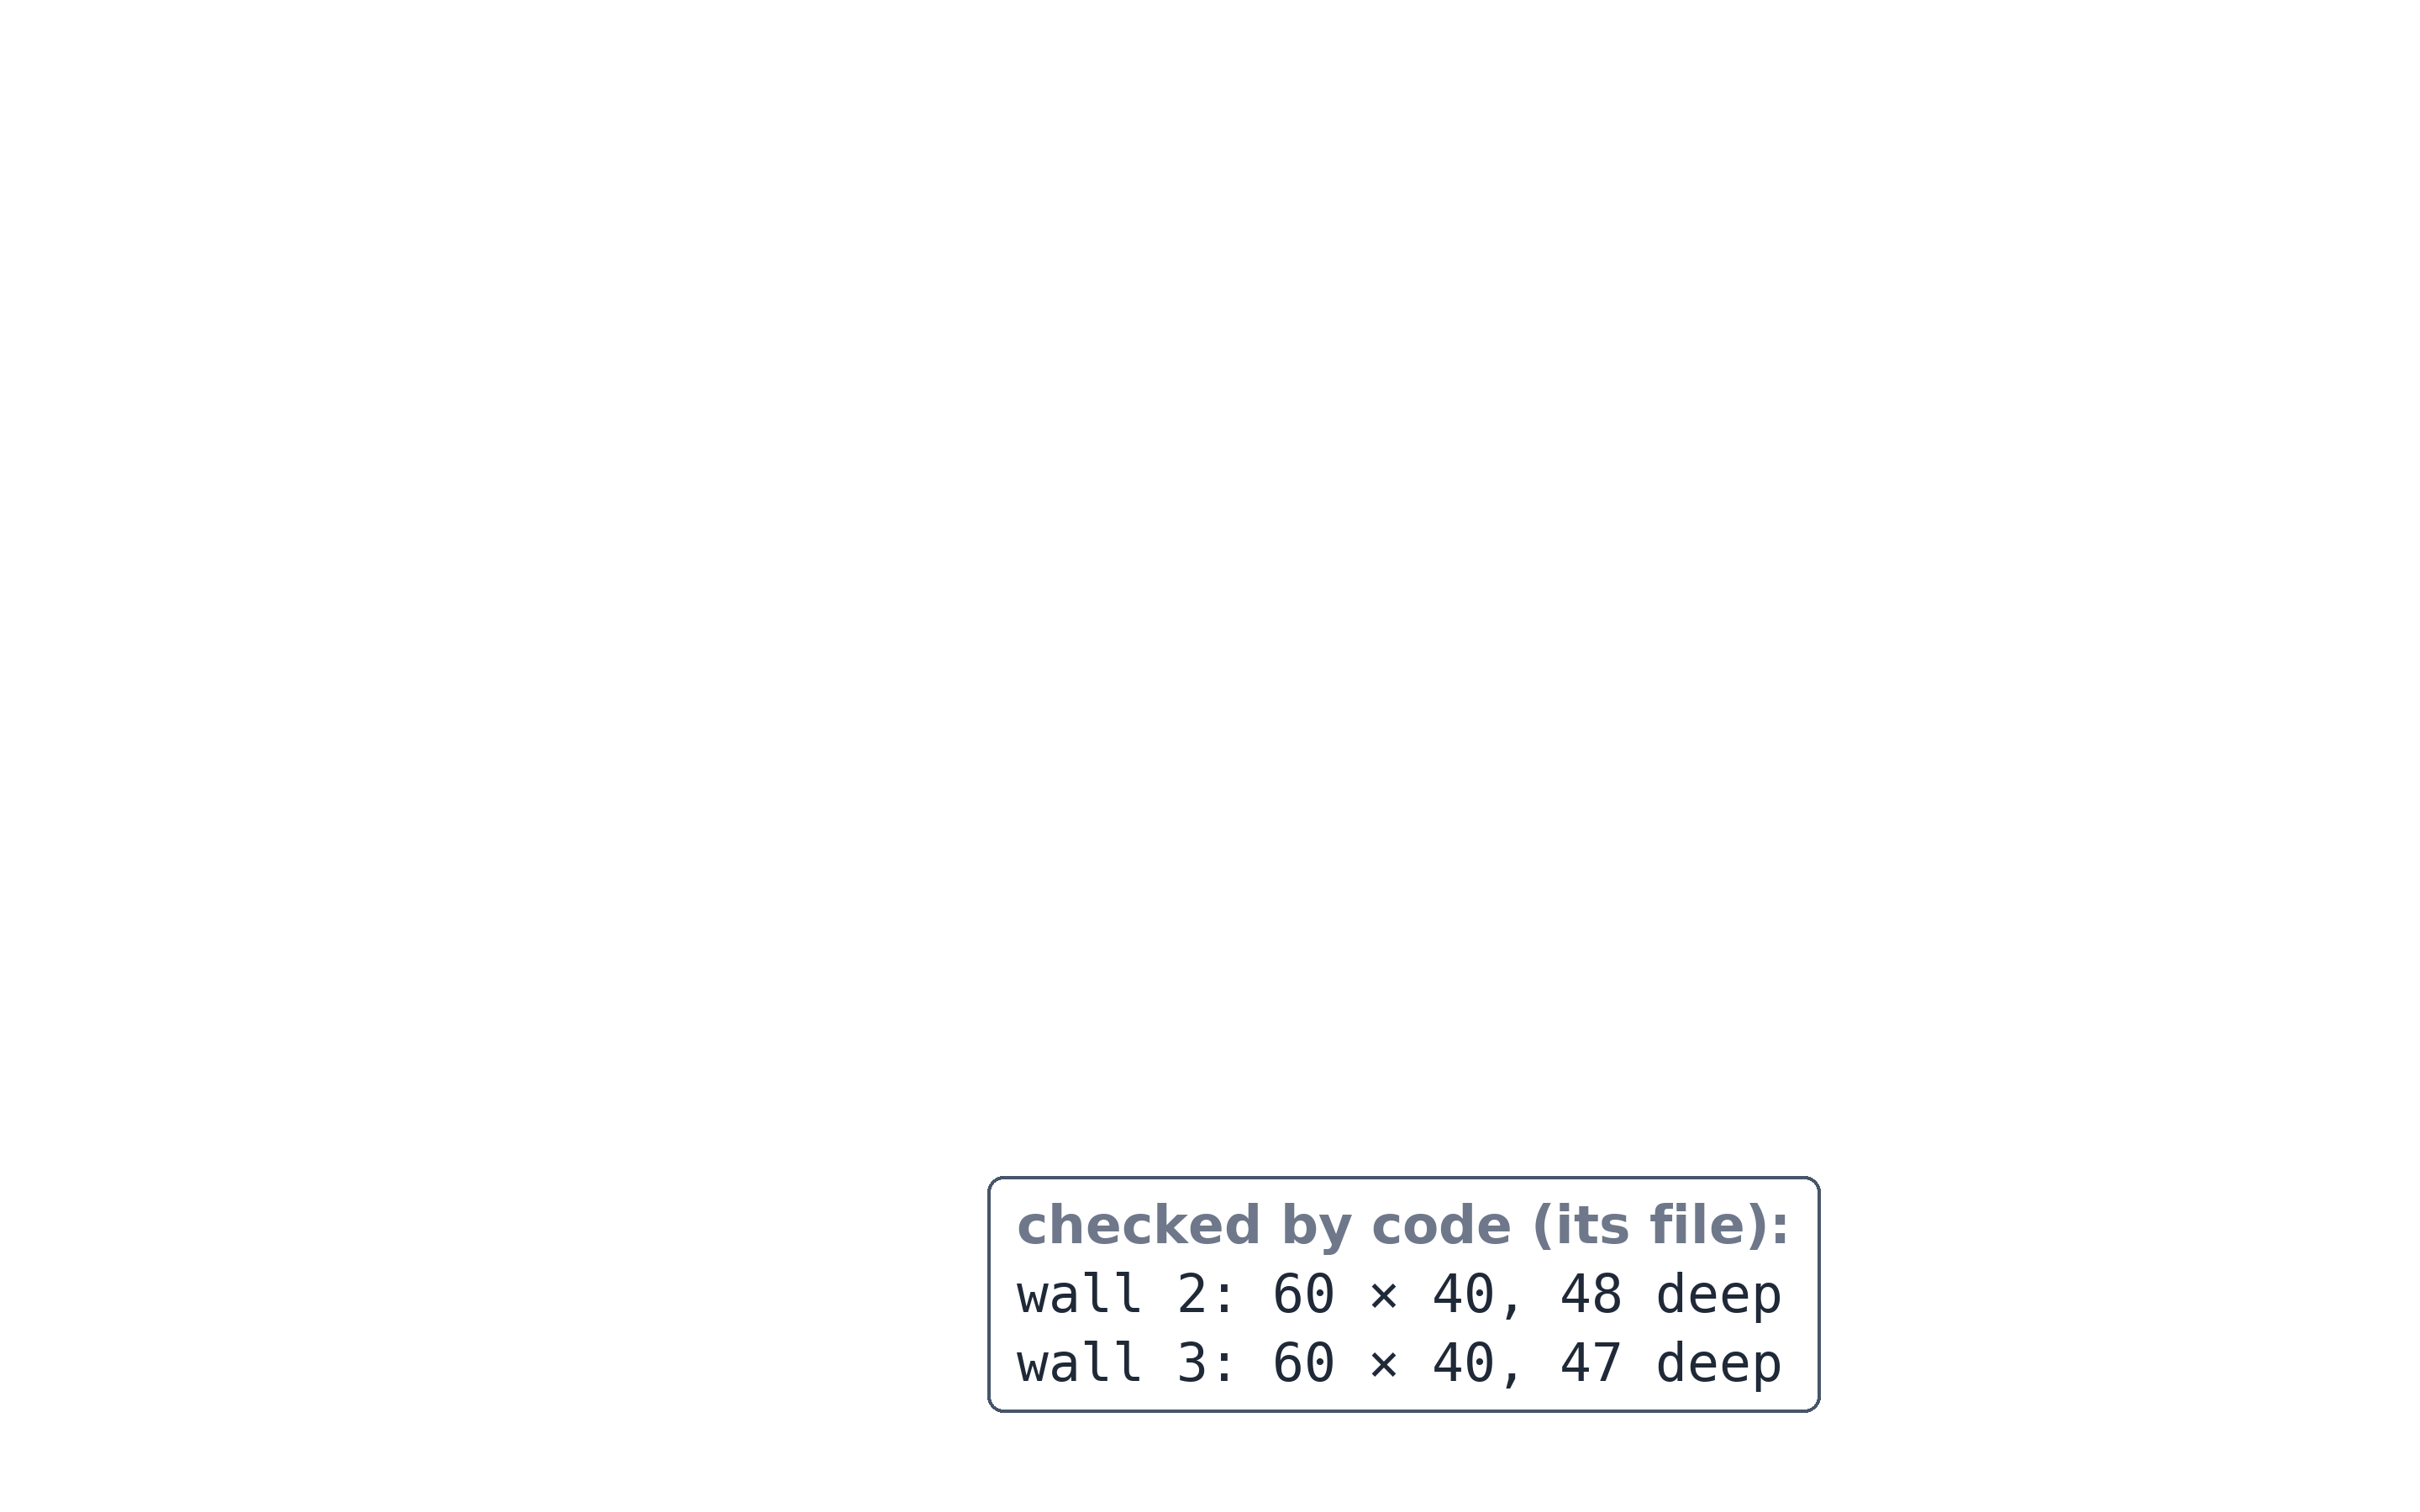 checked by code (its file):
wall 2: 60 × 40, 48 deep
wall 3: 60 × 40, 47 deep